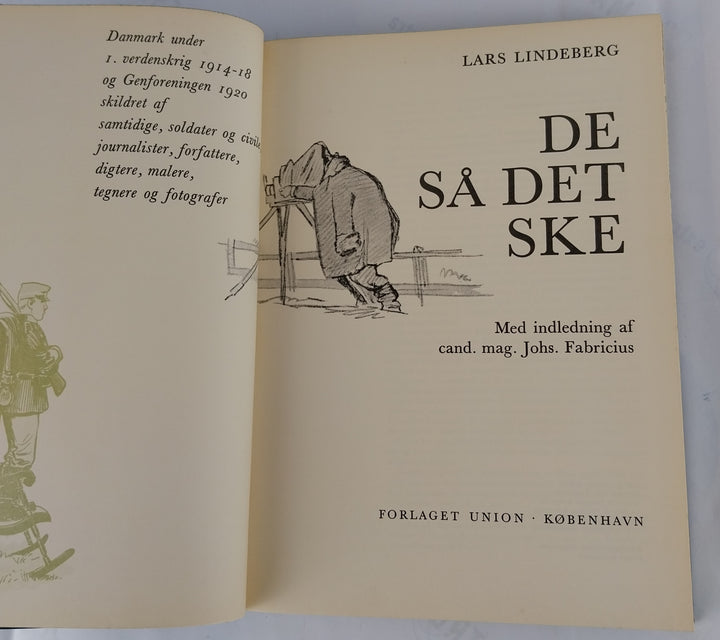 Danmark under
1. verdenskrig 1914-18
og Genforeningen 1920
skildret af
samtidige, soldater og civile
journalister, forfattere,
digtere, malere,
tegnere og fotografer
LARS LINDEBERG
DE
SÅ DET
SKE
Med indledning af
cand. mag. Johs. Fabricius
FORLAGET UNION · KØBENHAVN